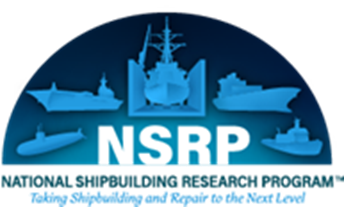 NSRP
NATIONAL SHIPBUILDING RESEARCH PROGRAM™
Taking Shipbuilding and Repair to the Next Level